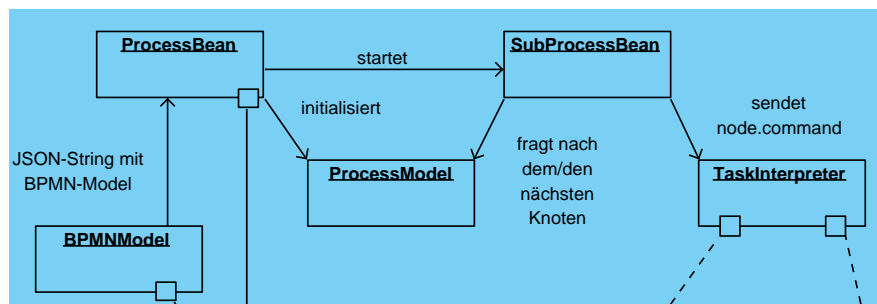 ProcessBean
SubProcessBean
startet
initialisiert
sendet
node.command
JSON-String mit
BPMN-Model
fragt nach
dem/den
nächsten
Knoten
ProcessModel
TaskInterpreter
BPMNModel